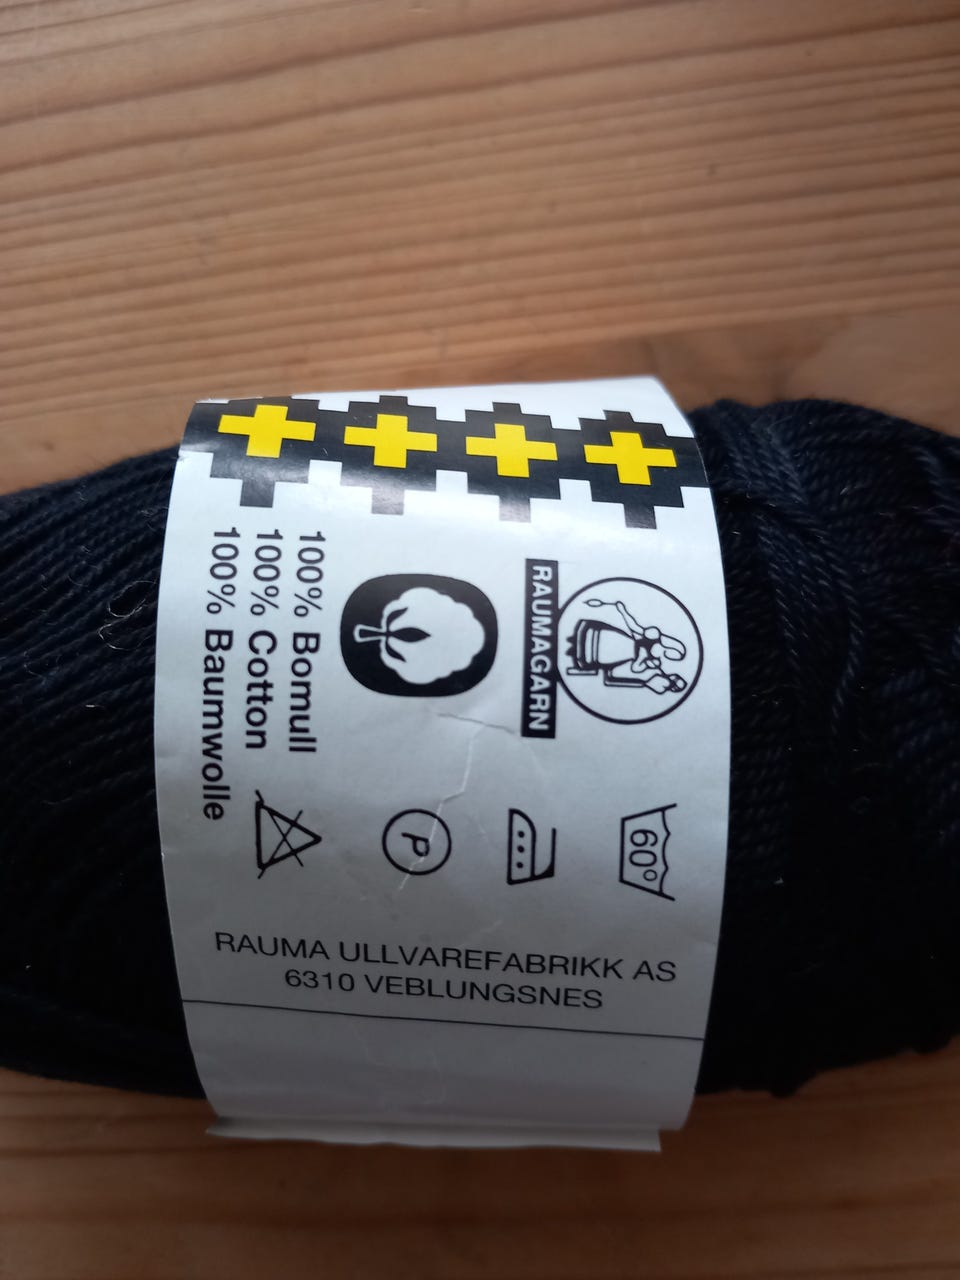 RAUMAGARN
100% Bomull
100% Cotton
100% Baumwolle
60°
P
RAUMA ULLVAREFABRIKK AS
6310 VEBLUNGSNES